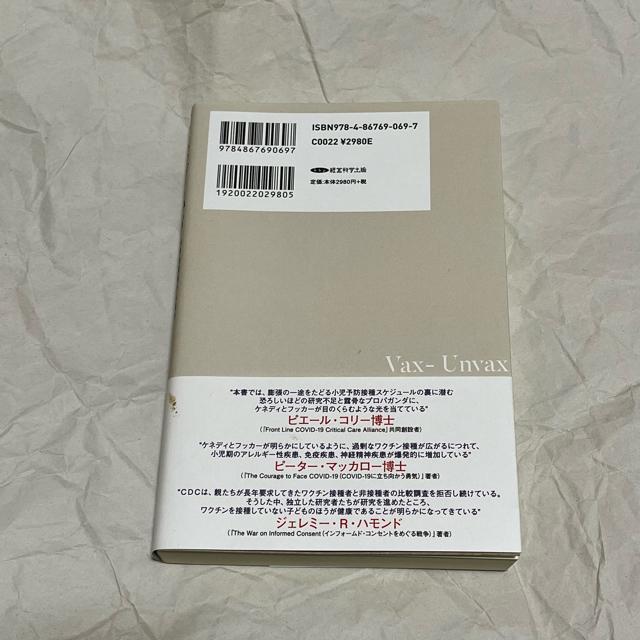 ISBN978-4-86769-069-7
C0022 ¥2980E
9784867690697
経営科学出版
定価:本体2980円+税
1920022029805
Vax- Unvax
"本書では、膨張の一途をたどる小児予防接種スケジュールの裏に潜む
恐ろしいほどの研究不足と露骨なプロパガンダに、
ケネディとフッカーが目のくらむような光を当てている"
ピエール・コリー博士
(「Front Line COVID-19 Critical Care Alliance」共同創設者)
"ケネディとフッカーが明らかにしているように、過剰なワクチン接種が広がるにつれて、
小児期のアレルギー性疾患、免疫疾患、神経精神疾患が爆発的に増加している"
ピーター・マッカロー博士
(『The Courage to Face COVID-19(COVID-19に立ち向かう勇気)』著者)
"CDCは、親たちが長年要求してきたワクチン接種者と非接種者の比較調査を拒否し続けている。
そうした中、独立した研究者たちが研究を進めたところ、
ワクチンを接種していない子どものほうが健康であることが明らかになってきている"
ジェレミー・R・ハモンド
(『The War on Informed Consent(インフォームド・コンセントをめぐる戦争)』著者)